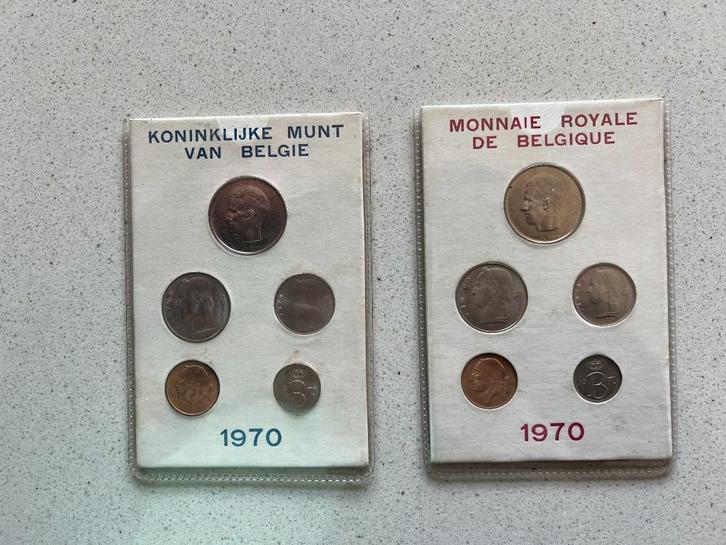 KONINKLIJKE MUNT
VAN BELGIE
1970
MONNAIE ROYALE
DE BELGIQUE
1970